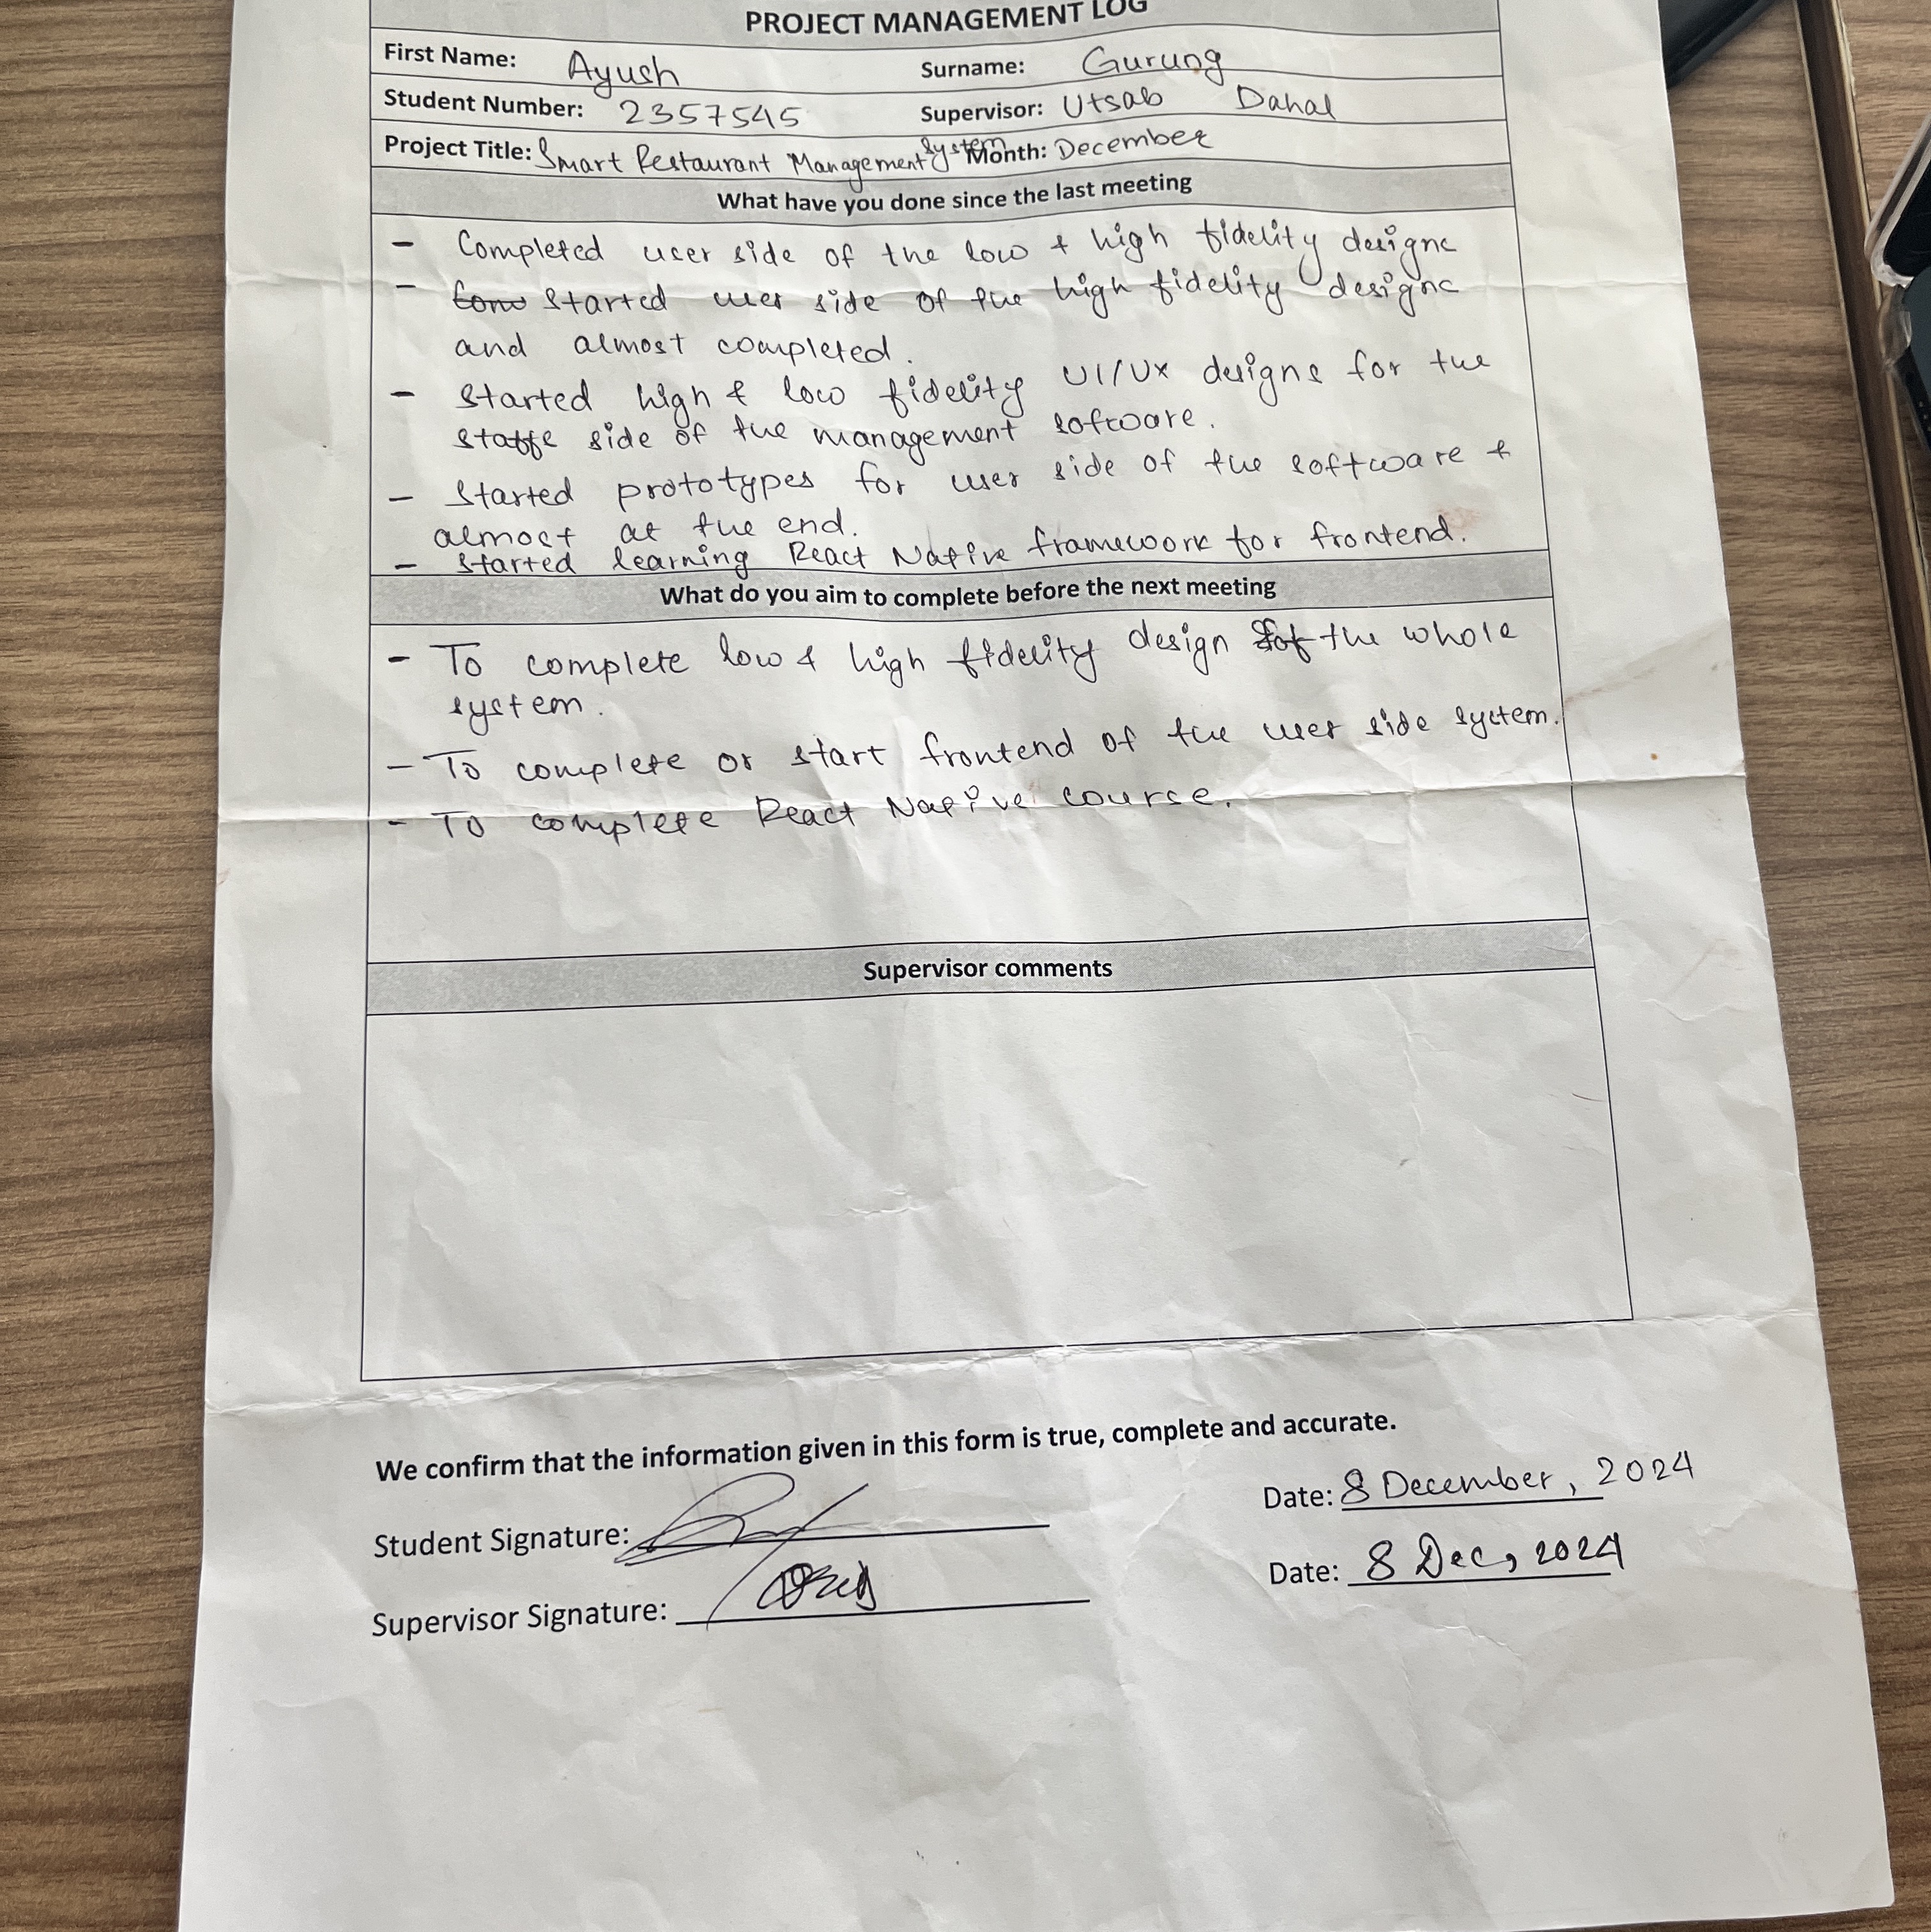 PROJECT MANAGEMENT LOG
First Name: Ayush Surname: Gurung
Student Number: 2357545 Supervisor: Utsab Dahal
Project Title: Smart Restaurant Management System Month: December
What have you done since the last meeting
- Completed user side of the low & high fidelity designs
- Com Started user side of the high fidelity designs
and almost completed.
- Started high & low fidelity UI/UX designs for the
staffs side of the management software.
- Started prototypes for user side of the software &
almost at the end.
- Started learning React Native framework for frontend.
What do you aim to complete before the next meeting
- To complete low & high fidelity design of the whole
system.
- To complete or start frontend of the user side system.
- To complete React Native course.
Supervisor comments
We confirm that the information given in this form is true, complete and accurate.
Student Signature: Date: 8 December, 2024
Supervisor Signature: Date: 8 Dec, 2024